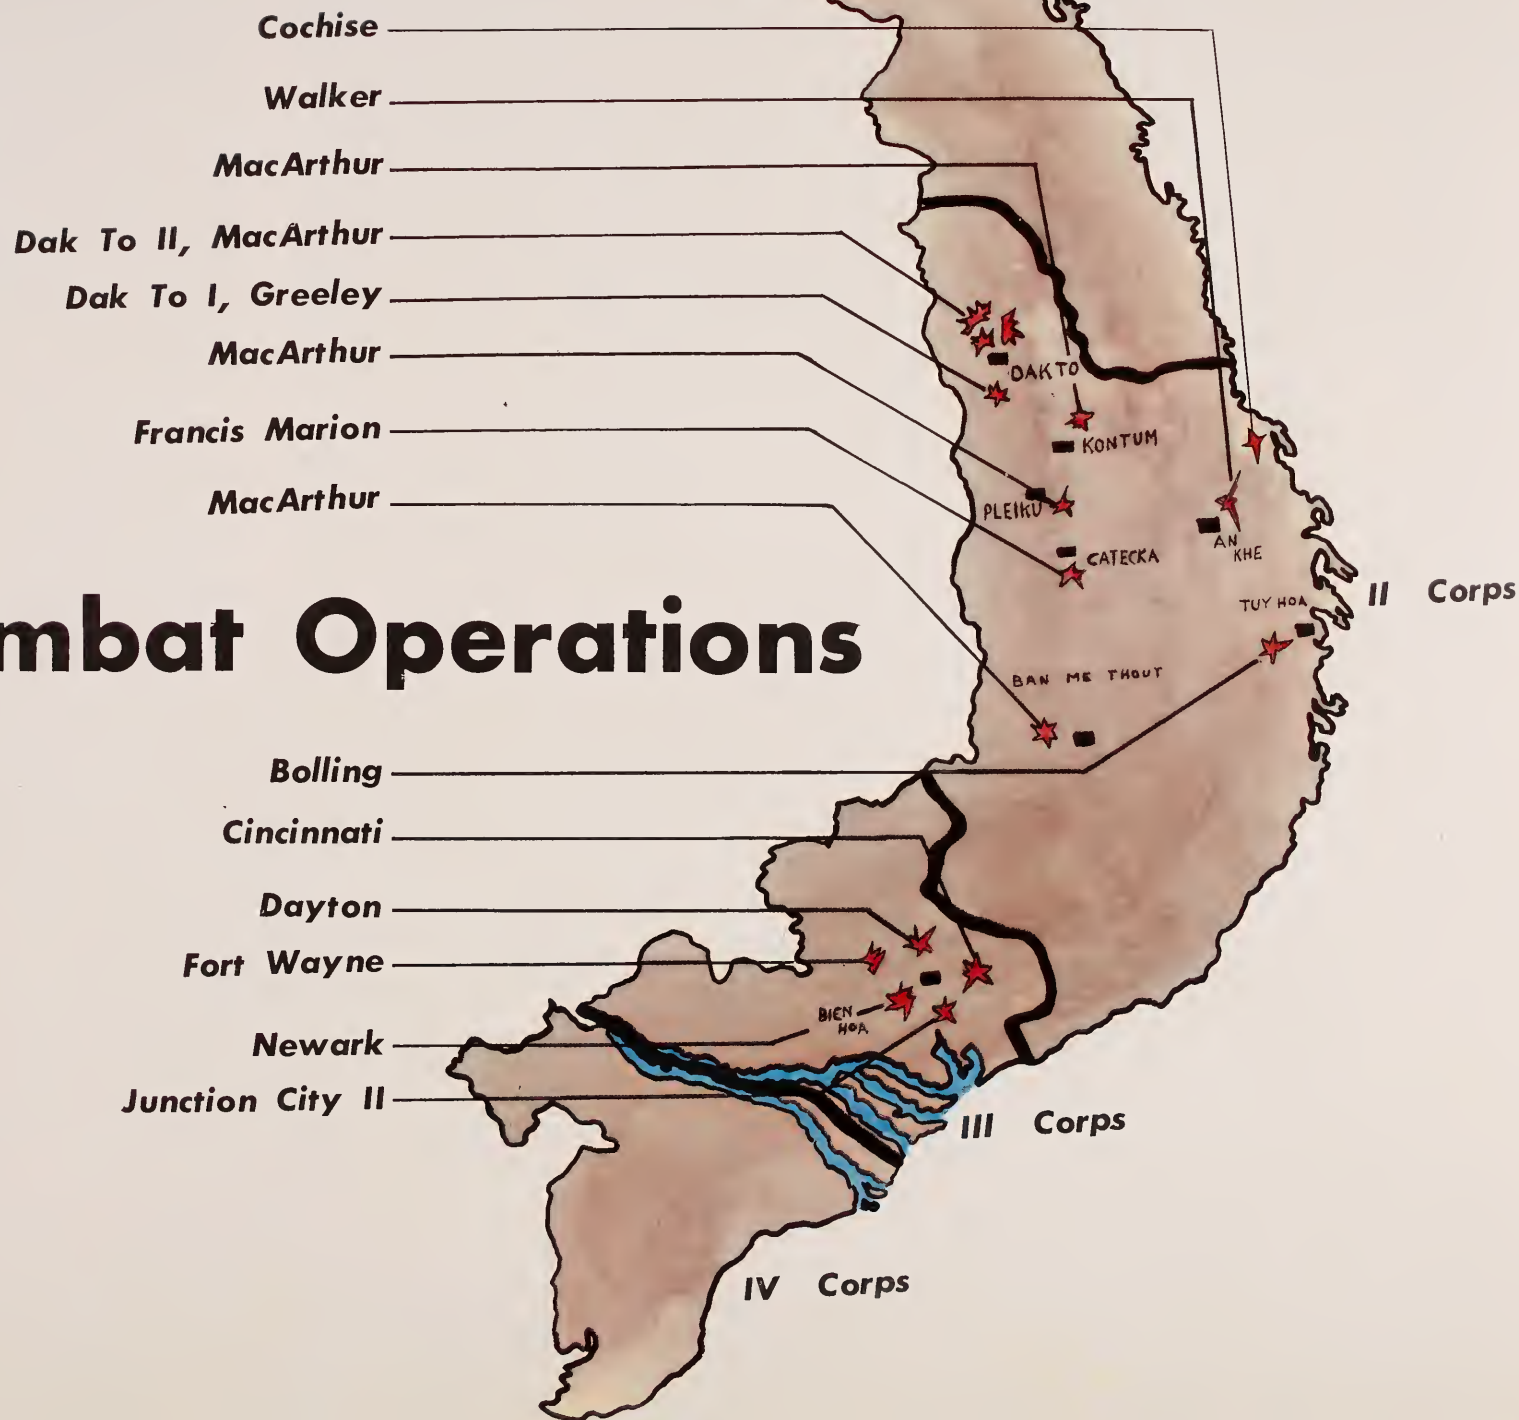 Cochise
Walker
MacArthur
Dak To II, MacArthur
Dak To I, Greeley
MacArthur
Francis Marion
MacArthur
mbat Operations
Bolling
Cincinnati
Dayton
Fort Wayne
Newark
Junction City II
DAK TO
KONTUM
PLEIKU
CATECKA
AN
KHE
TUY HOA
II Corps
BAN ME THOUT
BIEN
HOA
III Corps
IV Corps